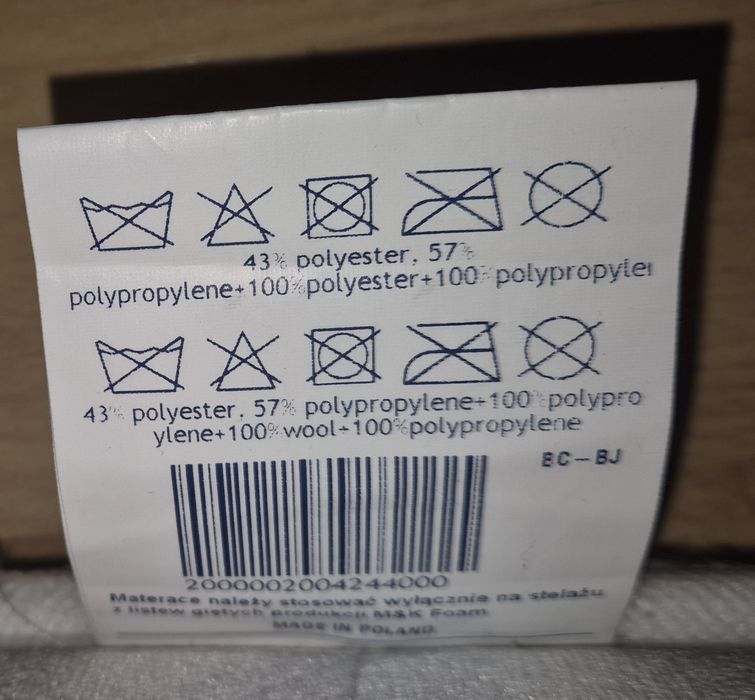 43% polyester, 57%
polypropylene+100%polyester+100%polypropyler
43% polyester, 57% polypropylene+100%polypro
ylene+100%wool+100%polypropylene
BC-BJ
2000002004244000
Materace należy stosować wyłącznie na stelażu
z listew giętych produkcji M&K Foam
MADE IN POLAND.